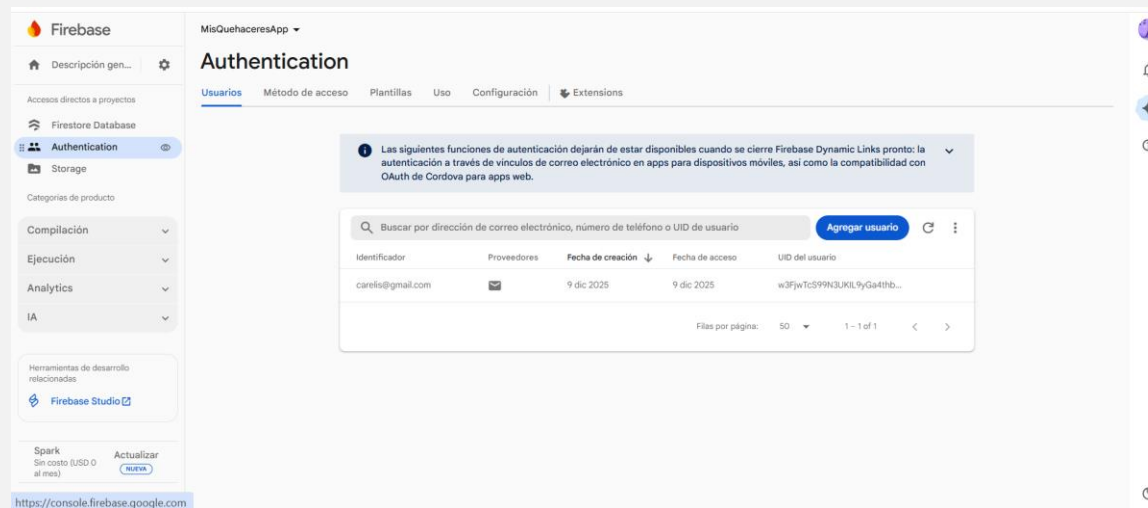 Firebase
Descripción gen...
Accesos directos a proyectos
Firestore Database
Authentication
Storage
Categorías de producto
Compilación
Ejecución
Analytics
IA
Herramientas de desarrollo
relacionadas
Firebase Studio
Spark
Sin costo (USD 0
al mes)
Actualizar
NUEVA
https://console.firebase.google.com
MisQuehaceresApp
Authentication
Usuarios Método de acceso Plantillas Uso Configuración Extensions
Las siguientes funciones de autenticación dejarán de estar disponibles cuando se cierre Firebase Dynamic Links pronto: la
autenticación a través de vínculos de correo electrónico en apps para dispositivos móviles, así como la compatibilidad con
OAuth de Cordova para apps web.
Buscar por dirección de correo electrónico, número de teléfono o UID de usuario
Agregar usuario
Identificador Proveedores Fecha de creación Fecha de acceso UID del usuario
carelis@gmail.com 9 dic 2025 9 dic 2025 w3FjwTcS99N3UKIL9yGa4thb...
Filas por página: 50 1 – 1 of 1